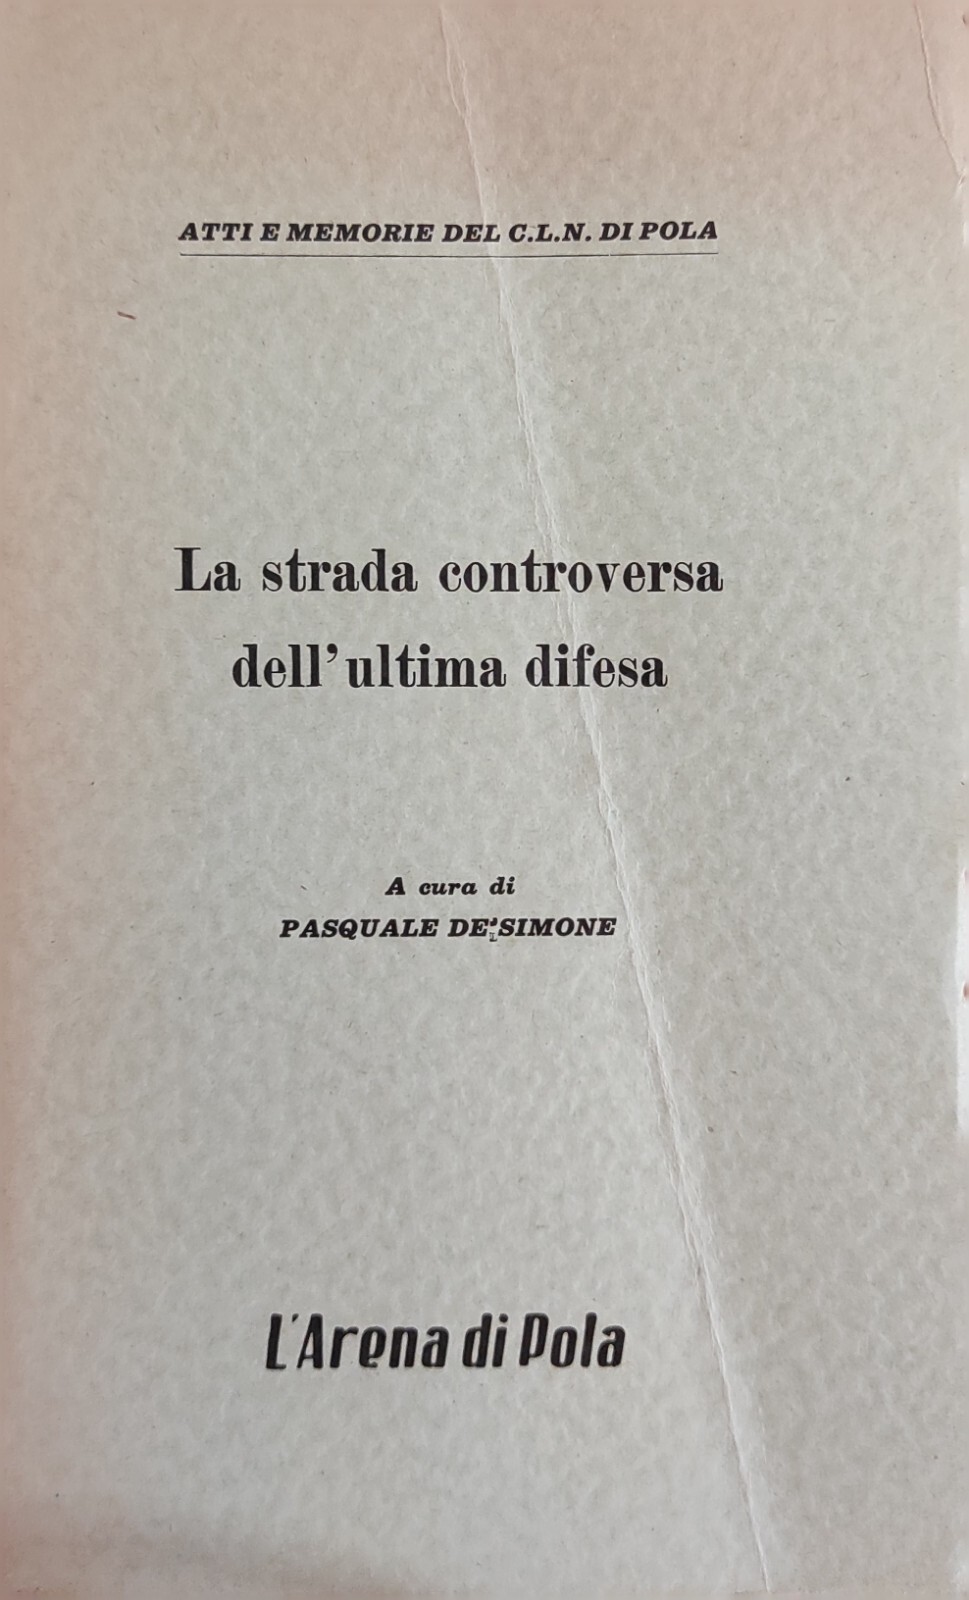 ATTI E MEMORIE DEL C.L.N. DI POLA
La strada controversa
dell'ultima difesa
A cura di
PASQUALE DE' SIMONE
L'Arena di Pola